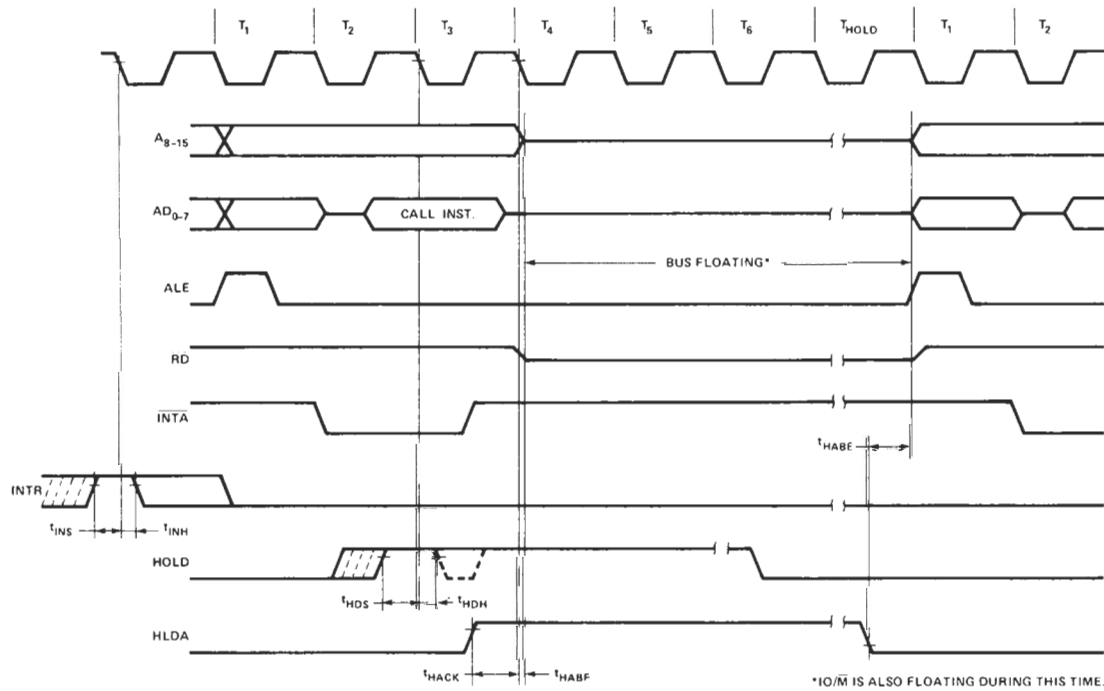 T1 T2 T3 T4 T5 T6 THOLD T1 T2
A8-15
AD0-7 CALL INST.
BUS FLOATING*
ALE
RD
INTA
tHABE
INTR
tINS tINH
HOLD
tHDS tHDH
HLDA
tHACK tHABF
*IO/M IS ALSO FLOATING DURING THIS TIME.